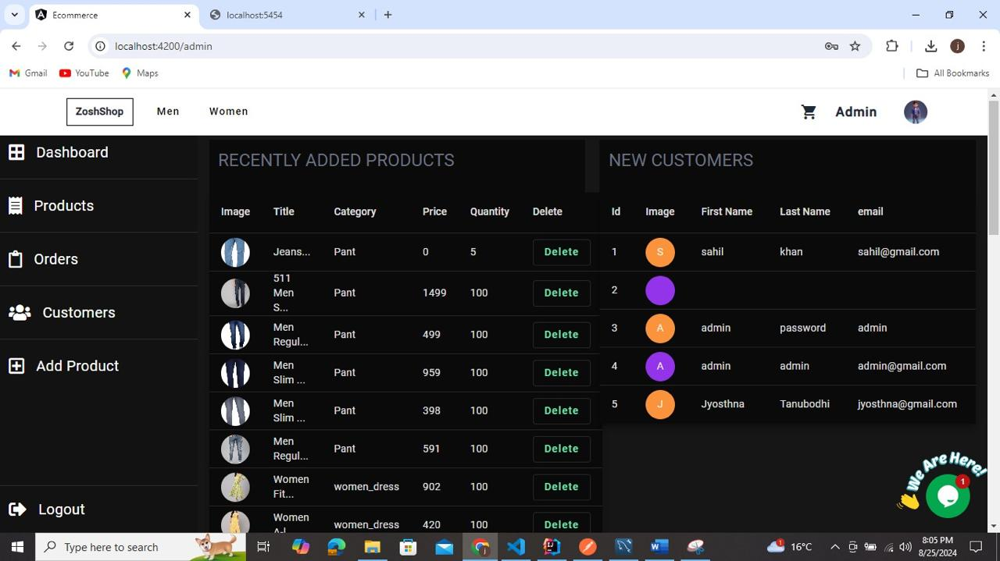 Ecommerce
localhost:5454
localhost:4200/admin
j
Gmail YouTube Maps All Bookmarks
ZoshShop Men Women Admin
Dashboard
Products
Orders
Customers
Add Product
Logout
RECENTLY ADDED PRODUCTS
Image Title Category Price Quantity Delete
Jeans... Pant 0 5 Delete
511
Men
S...
Pant 1499 100 Delete
Men
Regul...
Pant 499 100 Delete
Men
Slim ...
Pant 959 100 Delete
Men
Slim ...
Pant 398 100 Delete
Men
Regul...
Pant 591 100 Delete
Women
Fit...
women_dress 902 100 Delete
Women
women_dress 420 100 Delete
NEW CUSTOMERS
Id Image First Name Last Name email
1 S sahil khan sahil@gmail.com
2
3 A admin password admin
4 A admin admin admin@gmail.com
5 J Jyosthna Tanubodhi jyosthna@gmail.com
We Are Here!
1
Type here to search
1 16°C
8:05 PM
8/25/2024